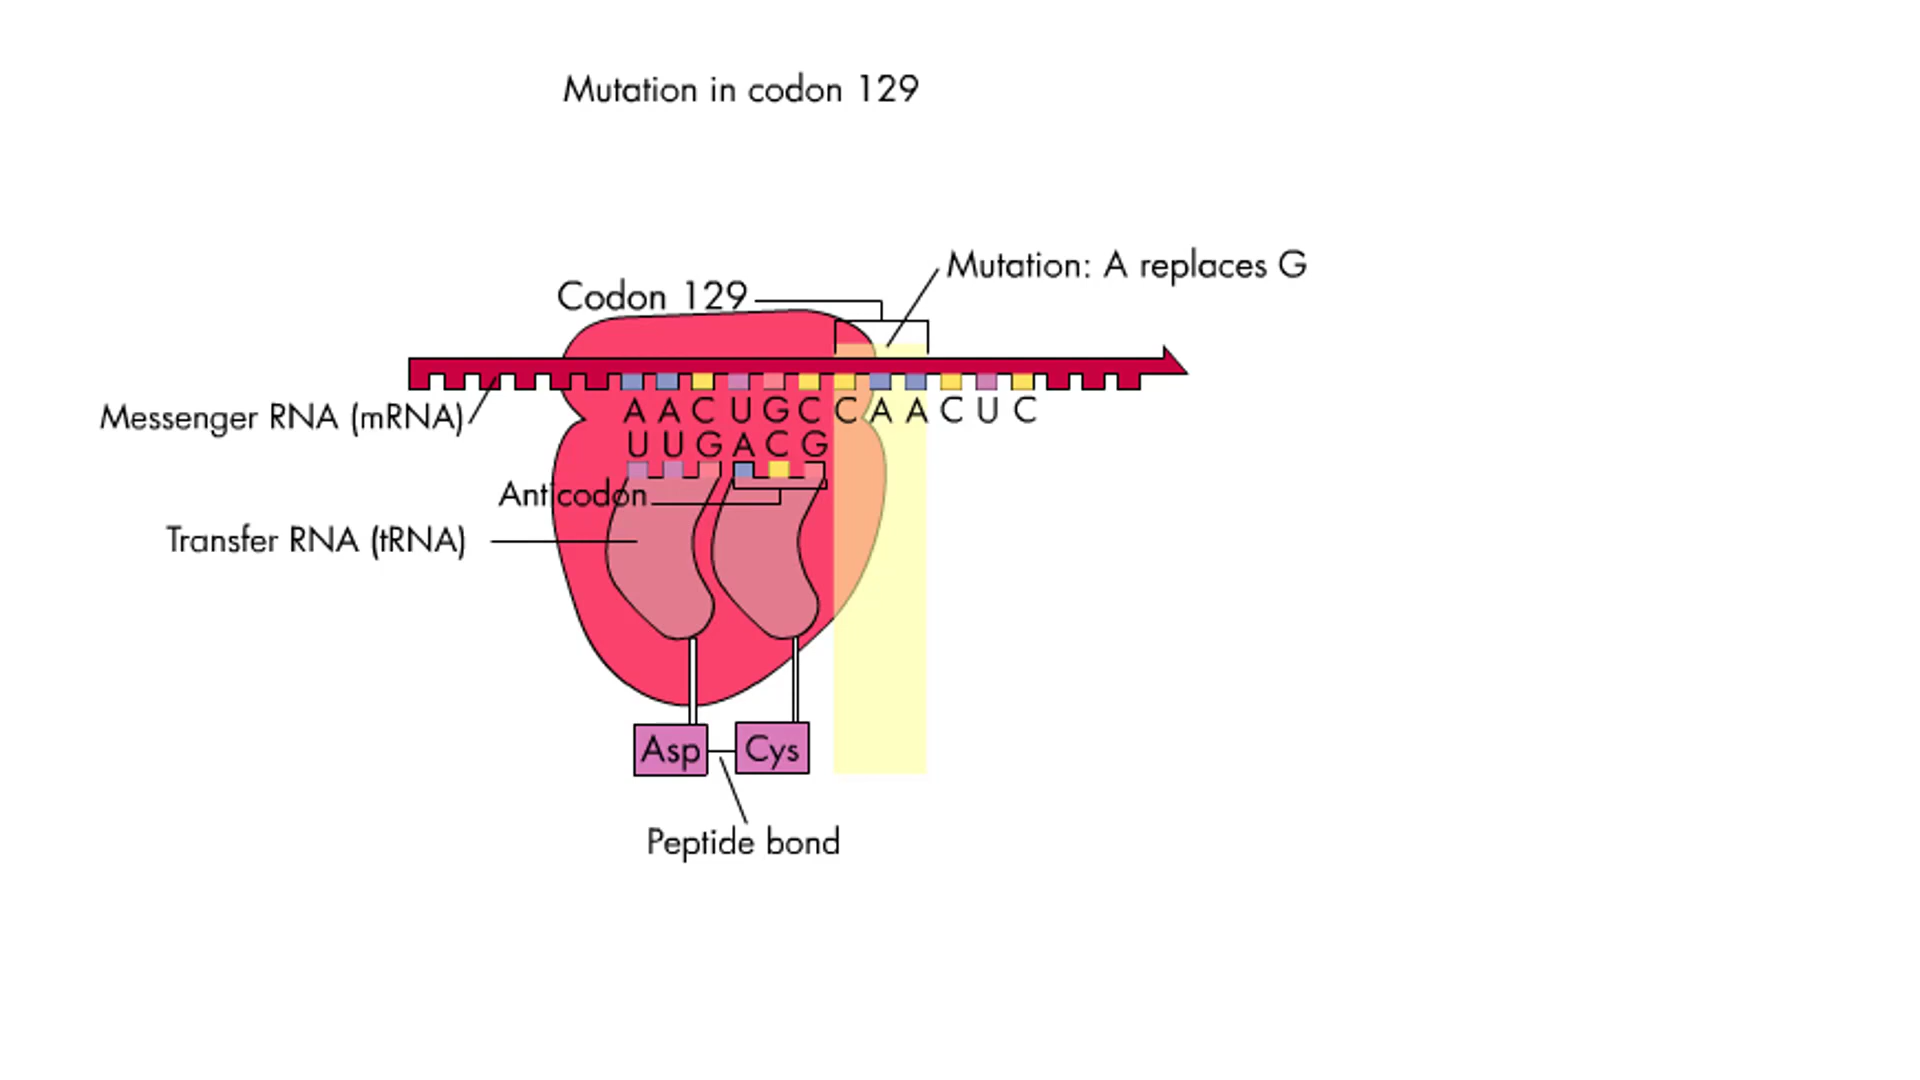 Mutation in codon 129
Mutation: A replaces G
Codon 129
Messenger RNA (mRNA)
A A C U G C C A A C U C
U U G A C G
Anticodon
Transfer RNA (tRNA)
Asp Cys
Peptide bond